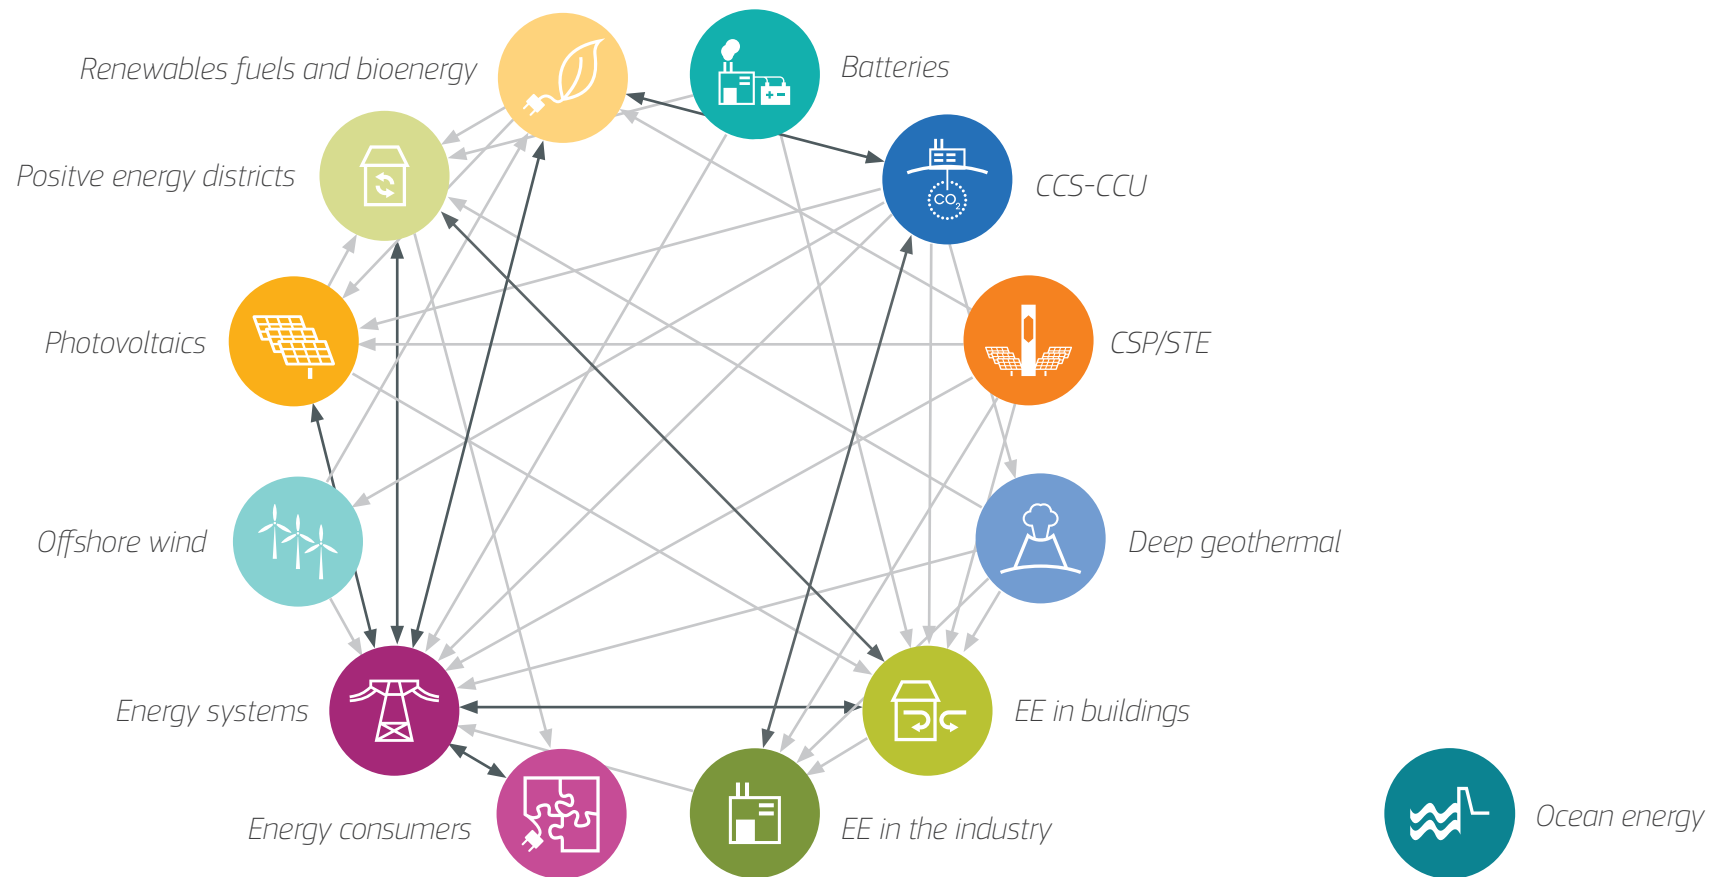 Renewables fuels and bioenergy
Batteries
Positve energy districts
CO2
CCS-CCU
Photovoltaics
CSP/STE
Offshore wind
Deep geothermal
Energy systems
EE in buildings
Energy consumers
EE in the industry
Ocean energy